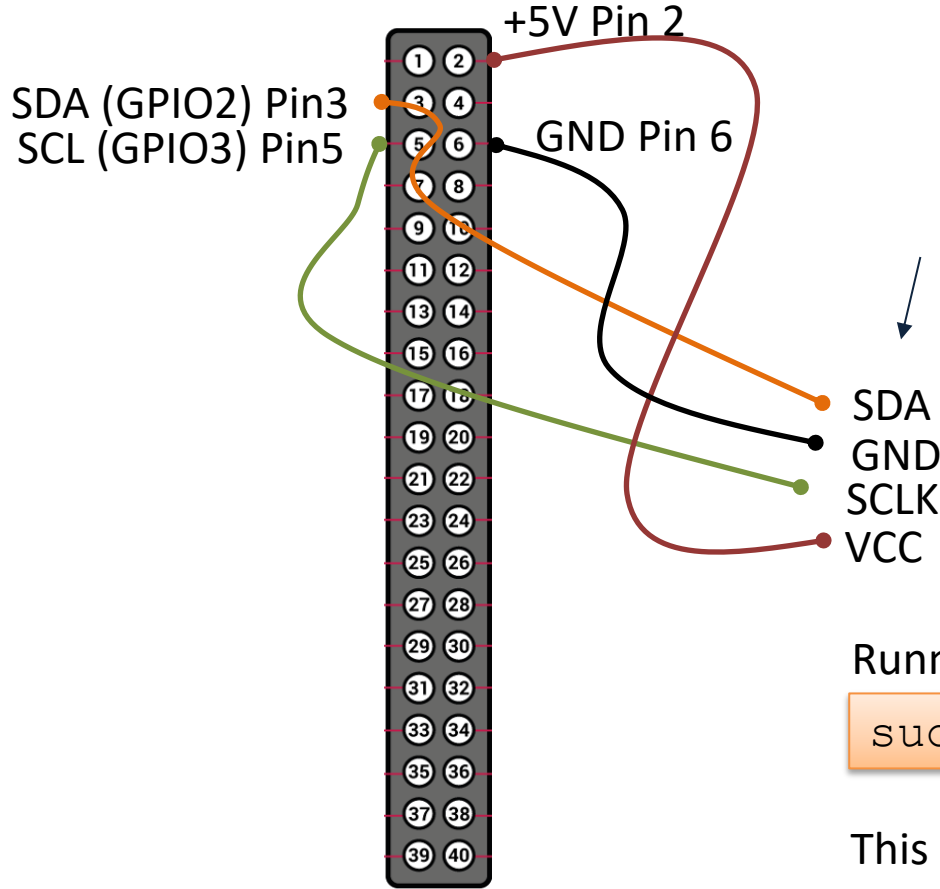 +5V Pin 2
1 2
SDA (GPIO2) Pin3
3 4
SCL (GPIO3) Pin5
5 6
GND Pin 6
7 8
9 10
11 12
13 14
15 16
17 18
SDA
19 20
GND
21 22
SCLK
23 24
VCC
25 26
27 28
29 30
31 32
33 34
35 36
37 38
This
39 40